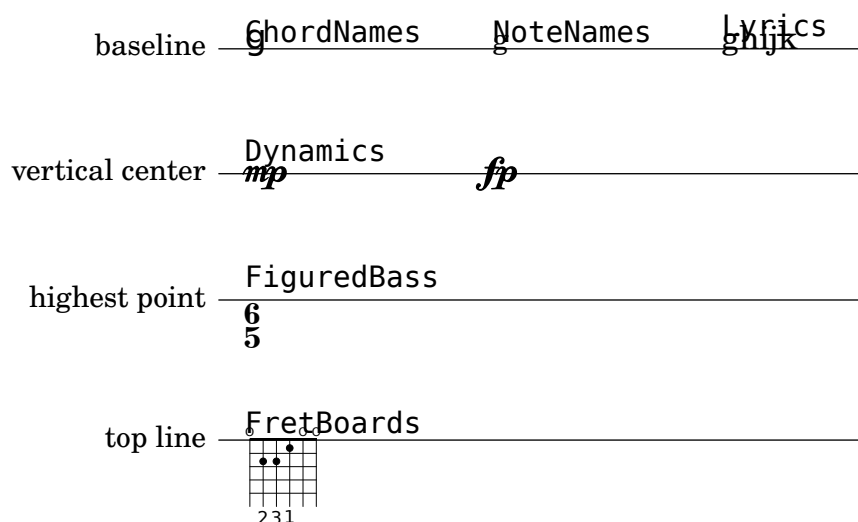 ChordNames NoteNames Lyrics
baseline g g ghijk
Dynamics
vertical center mp fp
FiguredBass
highest point
6
5
FretBoards
top line
o o o
231